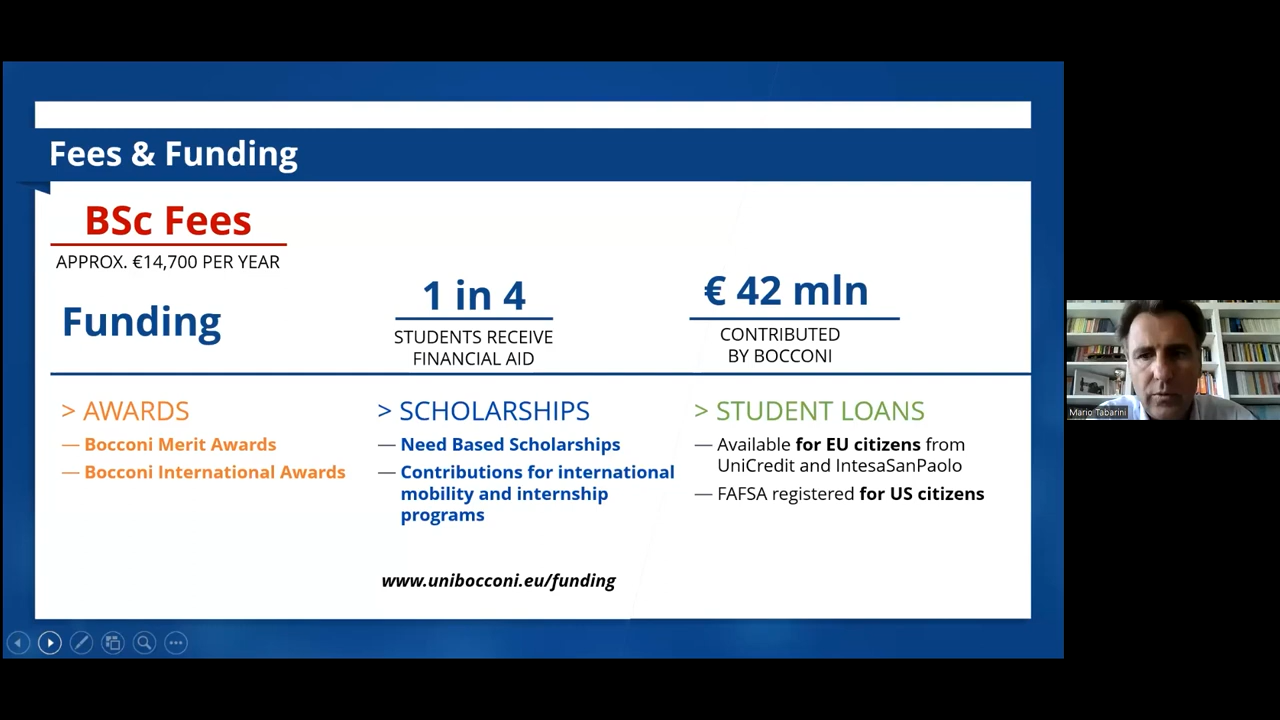 Fees & Funding
BSc Fees
APPROX. €14,700 PER YEAR
Funding
1 in 4
STUDENTS RECEIVE
FINANCIAL AID
€ 42 mln
CONTRIBUTED
BY BOCCONI
> AWARDS
— Bocconi Merit Awards
— Bocconi International Awards
> SCHOLARSHIPS
— Need Based Scholarships
— Contributions for international
mobility and internship
programs
> STUDENT LOANS
— Available for EU citizens from
UniCredit and IntesaSanPaolo
— FAFSA registered for US citizens
www.unibocconi.eu/funding
Mario Tabarini